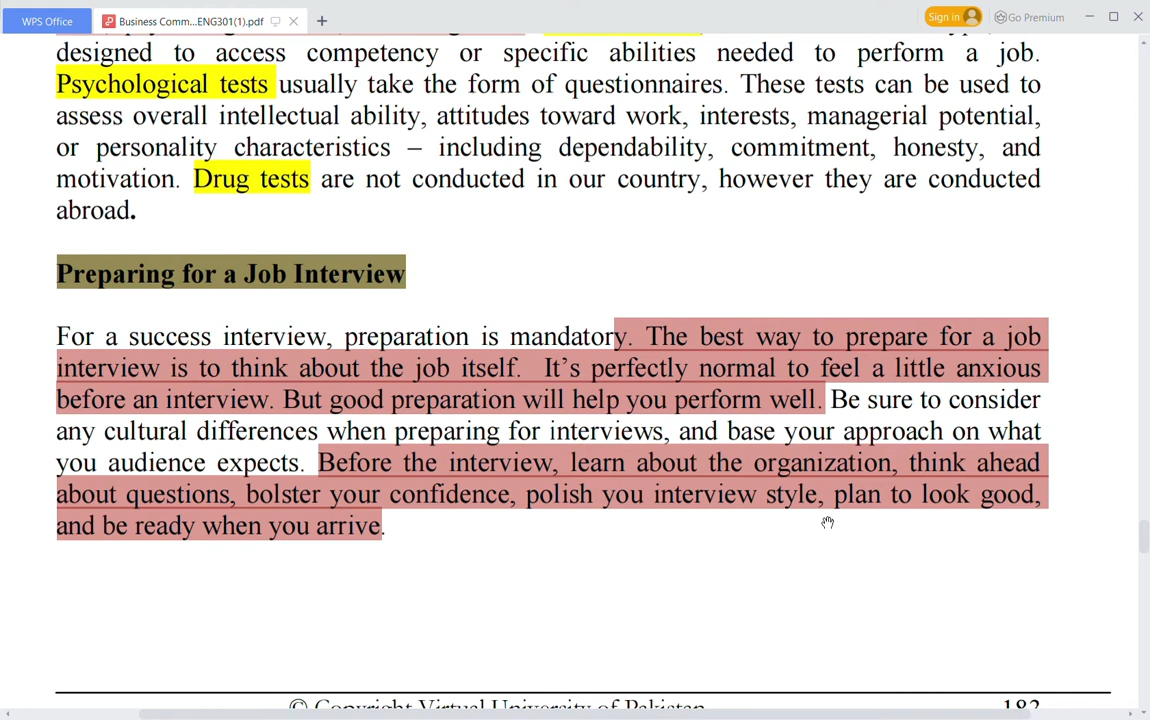 WPS Office
Business Comm...ENG301(1).pdf
Sign in
Go Premium
designed to access competency or specific abilities needed to perform a job.
Psychological tests usually take the form of questionnaires. These tests can be used to
assess overall intellectual ability, attitudes toward work, interests, managerial potential,
or personality characteristics – including dependability, commitment, honesty, and
motivation. Drug tests are not conducted in our country, however they are conducted
abroad.
Preparing for a Job Interview
For a success interview, preparation is mandatory. The best way to prepare for a job
interview is to think about the job itself. It's perfectly normal to feel a little anxious
before an interview. But good preparation will help you perform well. Be sure to consider
any cultural differences when preparing for interviews, and base your approach on what
you audience expects. Before the interview, learn about the organization, think ahead
about questions, bolster your confidence, polish you interview style, plan to look good,
and be ready when you arrive.
© Copyright Virtual University of Pakistan